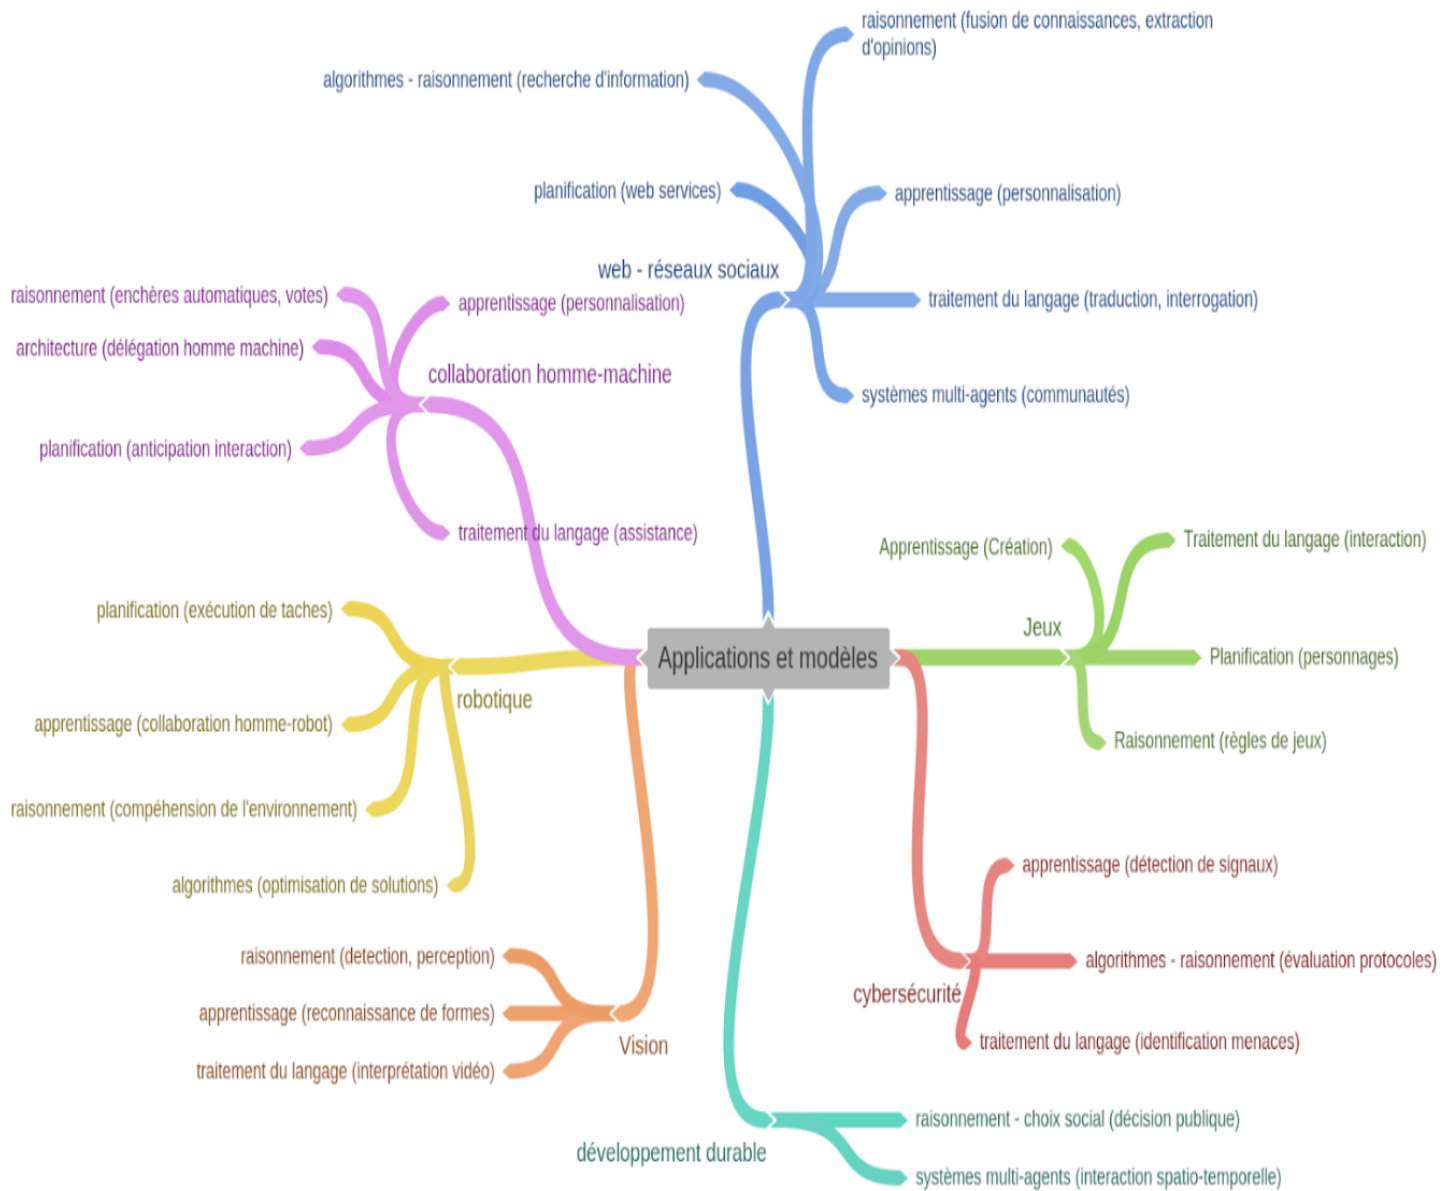 raisonnement (fusion de connaissances, extraction
d'opinions)
algorithmes - raisonnement (recherche d'information)
planification (web services)
apprentissage (personnalisation)
web - réseaux sociaux
traitement du langage (traduction, interrogation)
systèmes multi-agents (communautés)
raisonnement (enchères automatiques, votes)
apprentissage (personnalisation)
architecture (délégation homme machine)
collaboration homme-machine
planification (anticipation interaction)
traitement du langage (assistance)
Apprentissage (Création)
Traitement du langage (interaction)
Jeux
Planification (personnages)
Raisonnement (règles de jeux)
Applications et modèles
planification (exécution de taches)
robotique
apprentissage (collaboration homme-robot)
raisonnement (compéhension de l'environnement)
algorithmes (optimisation de solutions)
apprentissage (détection de signaux)
algorithmes - raisonnement (évaluation protocoles)
cybersécurité
traitement du langage (identification menaces)
raisonnement (detection, perception)
apprentissage (reconnaissance de formes)
Vision
traitement du langage (interprétation vidéo)
raisonnement - choix social (décision publique)
développement durable
systèmes multi-agents (interaction spatio-temporelle)